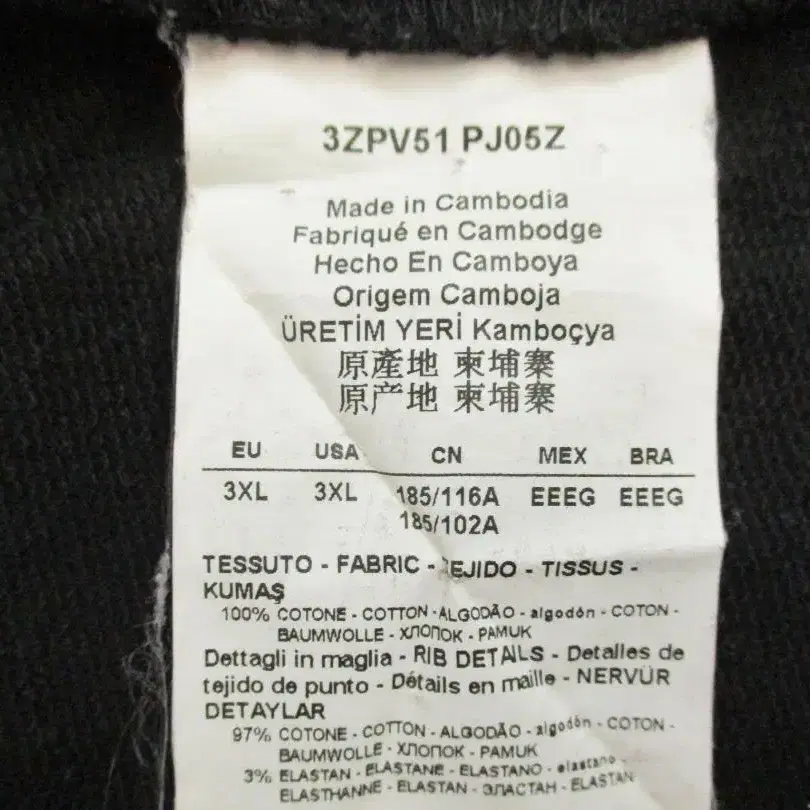 3ZPV51 PJ05Z
Made in Cambodia
Fabriqué en Cambodge
Hecho En Camboya
Origem Camboja
ÜRETİM YERİ Kamboçya
原產地 柬埔寨
原产地 柬埔寨
EU USA CN MEX BRA
3XL 3XL 185/116A EEEG EEEG
185/102A
TESSUTO - FABRIC - TEJIDO - TISSUS -
KUMAŞ
100% COTONE - COTTON - ALGODÃO - algodón - COTON -
BAUMWOLLE - ХЛОПОК - PAMUK
Dettagli in maglia - RIB DETAILS - Detalles de
tejido de punto - Détails en maille - NERVÜR
DETAYLAR
97% COTONE - COTTON - ALGODÃO - algodón - COTON -
BAUMWOLLE - ХЛОПОК - PAMUK
3% ELASTAN - ELASTANE - ELASTANO - elastano -
ELASTHANNE - ELASTAN - ЭЛАСТАН - ELASTAN